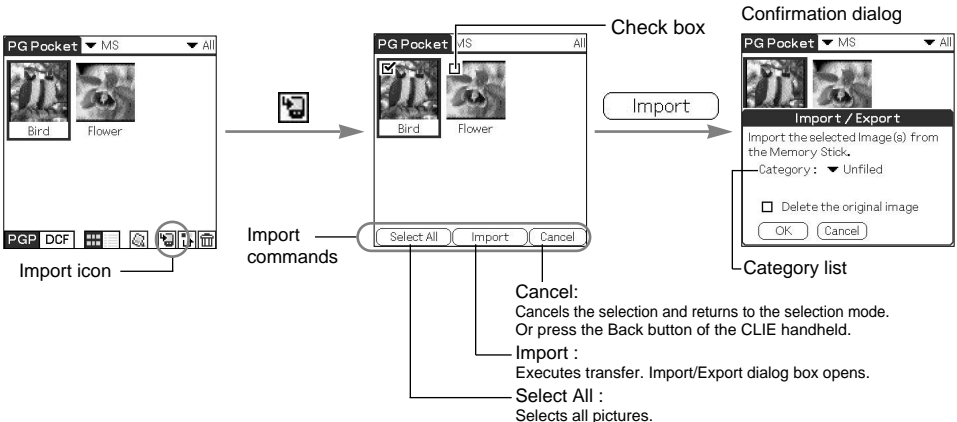 PG Pocket MS All
Bird Flower
PGP DCF
Import icon
PG Pocket MS All
Check box
Bird Flower
Import
commands
Select All Import Cancel
Cancel:
Cancels the selection and returns to the selection mode.
Or press the Back button of the CLIE handheld.
Import :
Executes transfer. Import/Export dialog box opens.
Select All :
Selects all pictures.
Import
Confirmation dialog
PG Pocket MS All
Import / Export
Import the selected Image(s) from
the Memory Stick.
Category : Unfiled
Delete the original image
OK Cancel
Category list